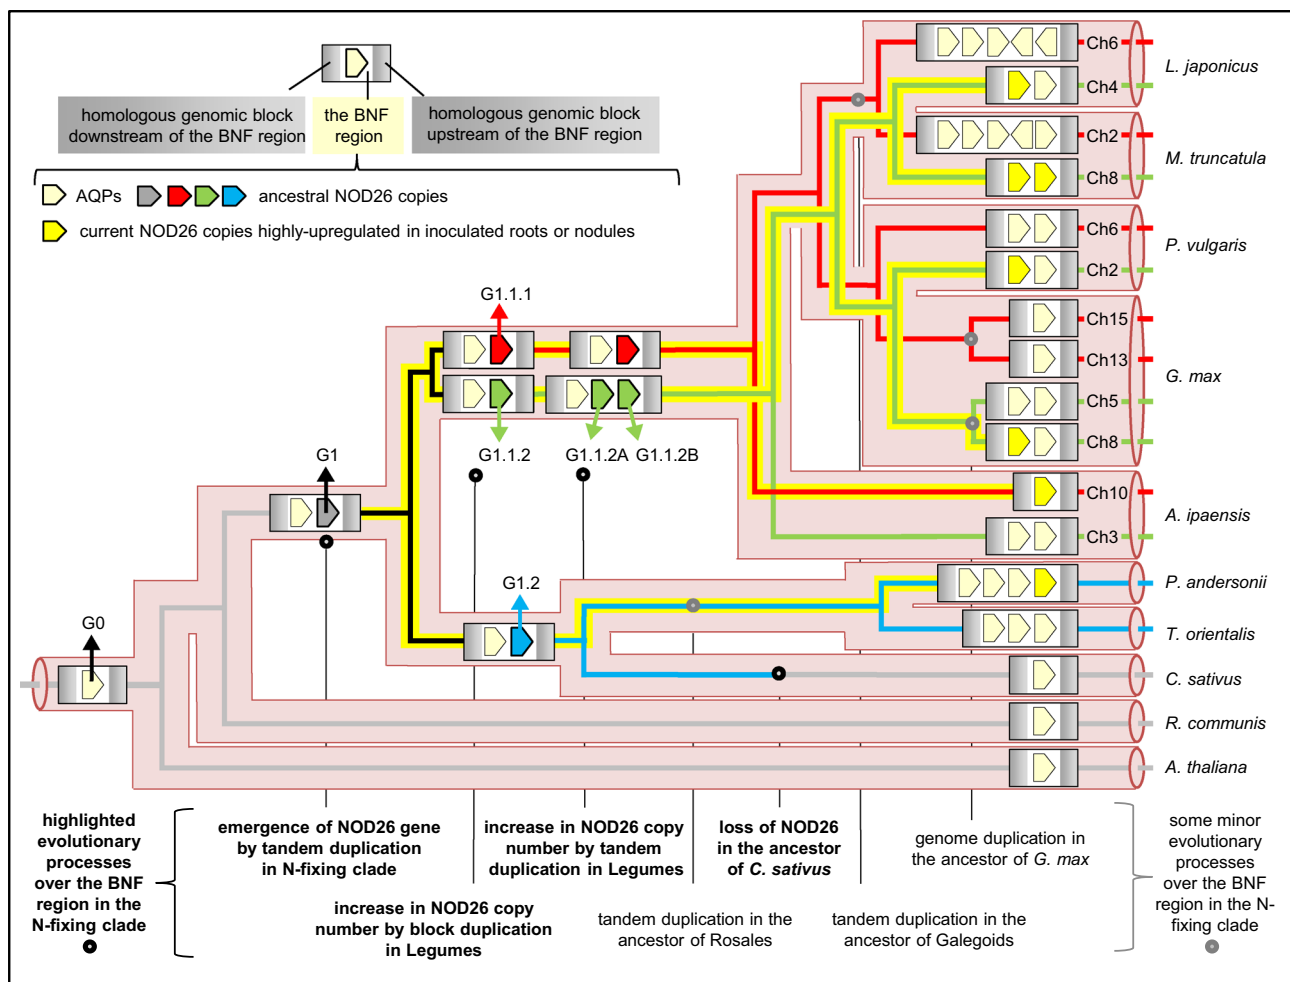 homologous genomic block
downstream of the BNF region
the BNF
region
homologous genomic block
upstream of the BNF region
AQPs
ancestral NOD26 copies
current NOD26 copies highly-upregulated in inoculated roots or nodules
Ch6
L. japonicus
Ch4
Ch2
M. truncatula
Ch8
Ch6
P. vulgaris
Ch2
Ch15
Ch13
G. max
Ch5
Ch8
Ch10
A. ipaensis
Ch3
P. andersonii
T. orientalis
C. sativus
R. communis
A. thaliana
G1.1.1
G1.1.2
G1.1.2A
G1.1.2B
G1
G1.2
G0
highlighted
evolutionary
processes
over the BNF
region in the
N-fixing clade
emergence of NOD26 gene
by tandem duplication
in N-fixing clade
increase in NOD26 copy
number by block duplication
in Legumes
increase in NOD26 copy
number by tandem
duplication in Legumes
tandem duplication in the
ancestor of Rosales
loss of NOD26
in the ancestor
of C. sativus
tandem duplication in the
ancestor of Galegoids
genome duplication in
the ancestor of G. max
some minor
evolutionary
processes
over the BNF
region in the N-
fixing clade